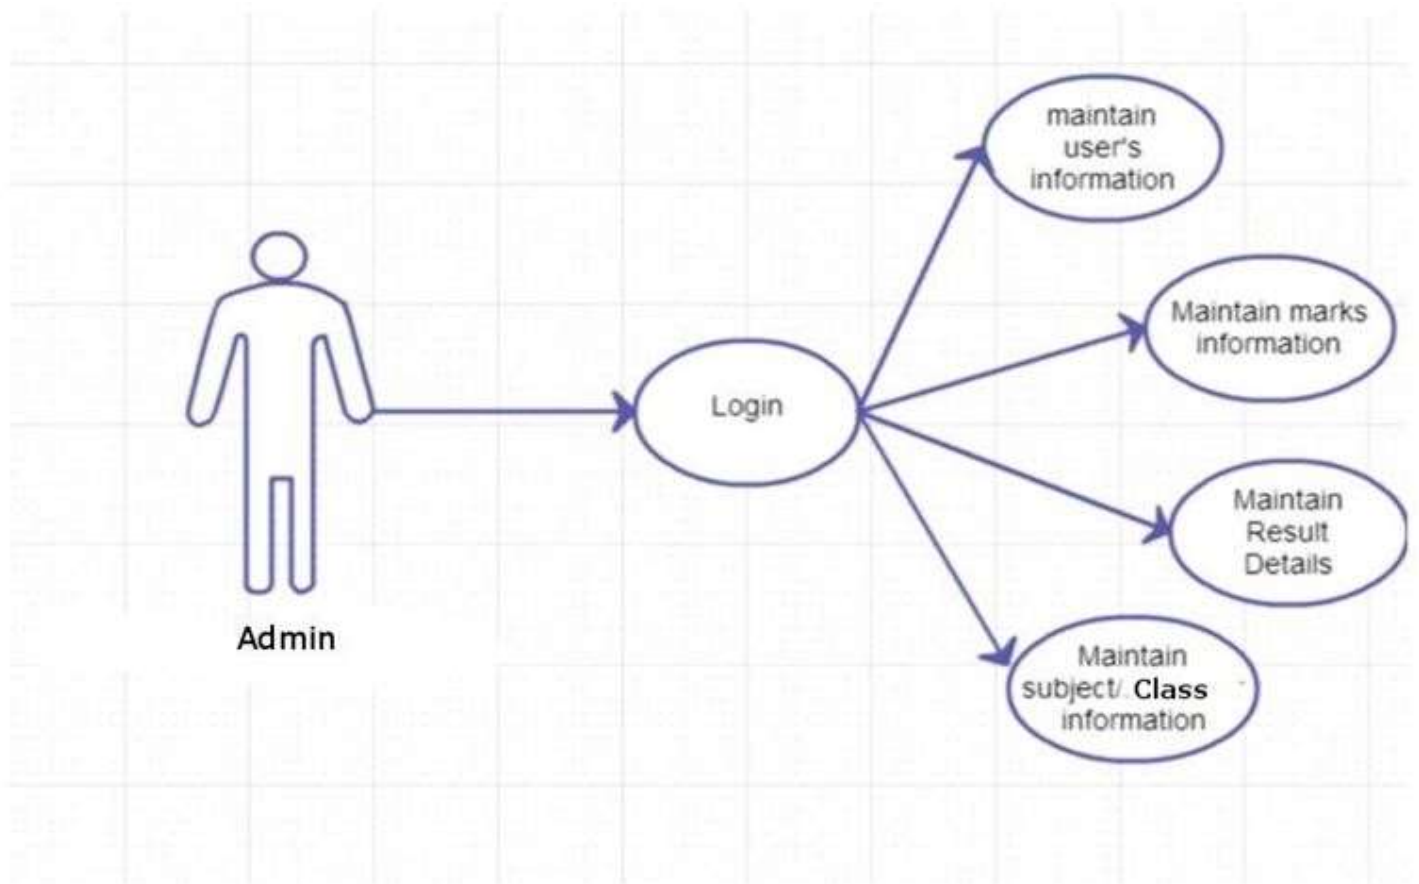 maintain
user's
information
Maintain marks
information
Login
Maintain
Result
Details
Admin
Maintain
subject/ Class
information